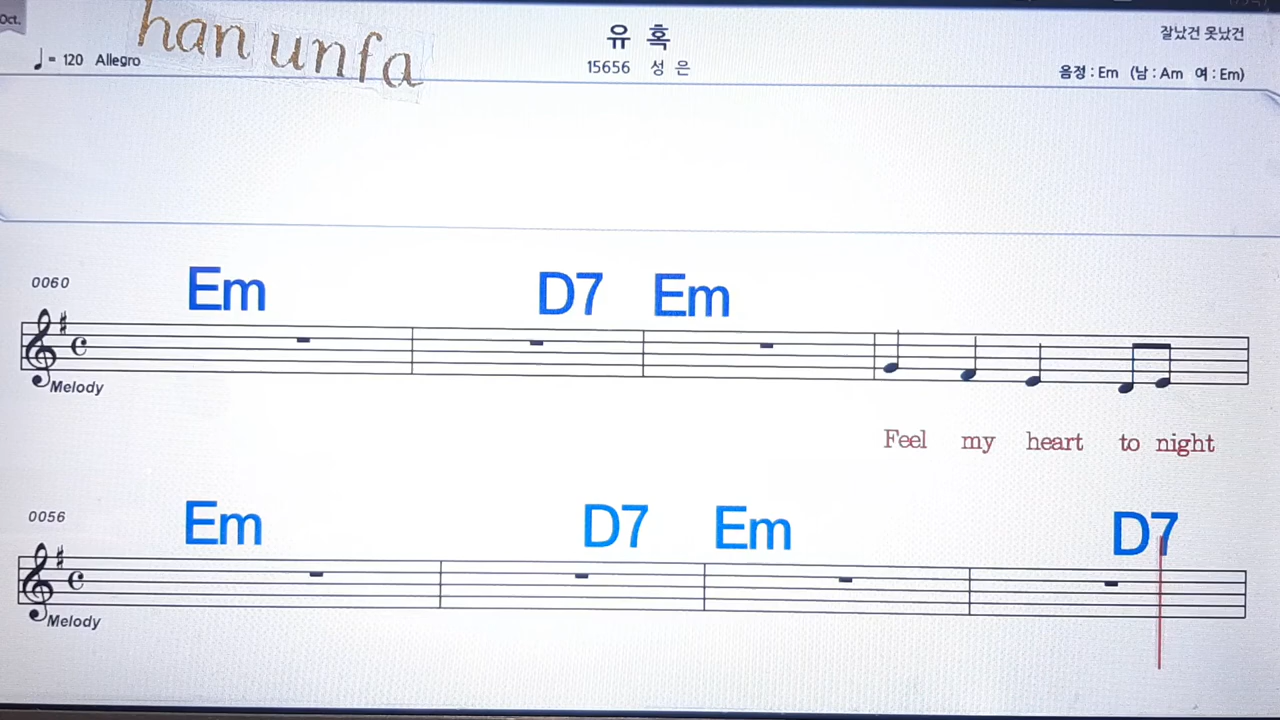 Oct.
han unfa
유 혹
잘났건 못났건
♩= 120 Allegro
15656 성 은
음정 : Em (남 : Am 여 : Em)
0060
Em D7 Em
Melody
Feel my heart to night
0056
Em D7 Em D7
Melody